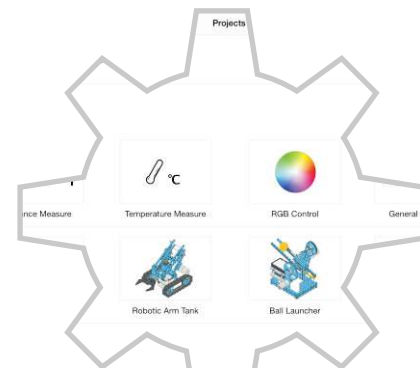 Projects
℃
nce Measure
Temperature Measure
RGB Control
General
Robotic Arm Tank
Ball Launcher